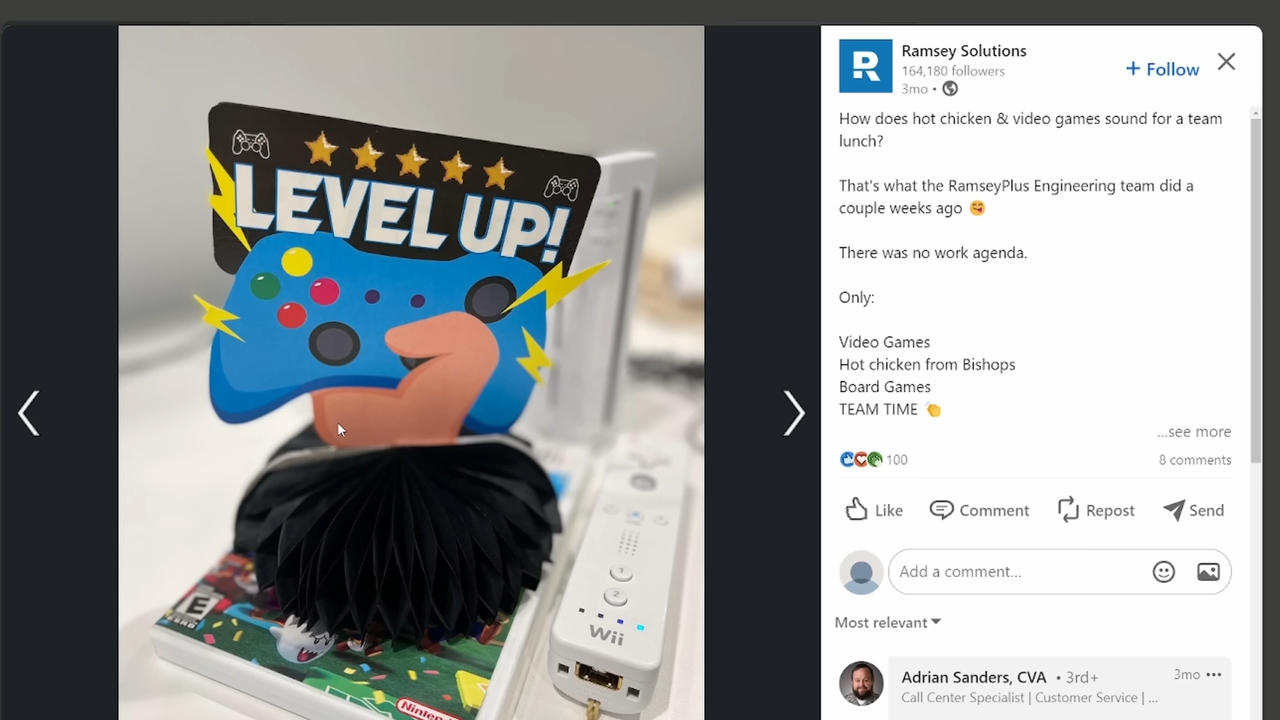 LEVEL UP!
E
1
2
Wii
R
Ramsey Solutions
164,180 followers
3mo •
+ Follow
How does hot chicken & video games sound for a team
lunch?
That's what the RamseyPlus Engineering team did a
couple weeks ago
There was no work agenda.
Only:
Video Games
Hot chicken from Bishops
Board Games
TEAM TIME
...see more
100
8 comments
Like
Comment
Repost
Send
Add a comment...
Most relevant
Adrian Sanders, CVA • 3rd+
3mo
Call Center Specialist | Customer Service | ...